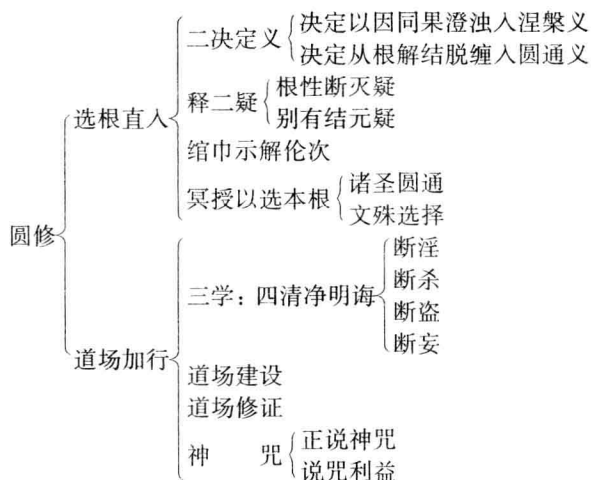 二决定义
决定以因同果澄浊入涅槃义
决定从根解结脱缠入圆通义
释二疑
根性断灭疑
别有结元疑
选根直入
绾巾示解伦次
冥授以选本根
诸圣圆通
文殊选择
圆修
三学：四清净明诲
断淫
断杀
断盗
断妄
道场加行
道场建设
道场修证
神 咒
正说神咒
说咒利益